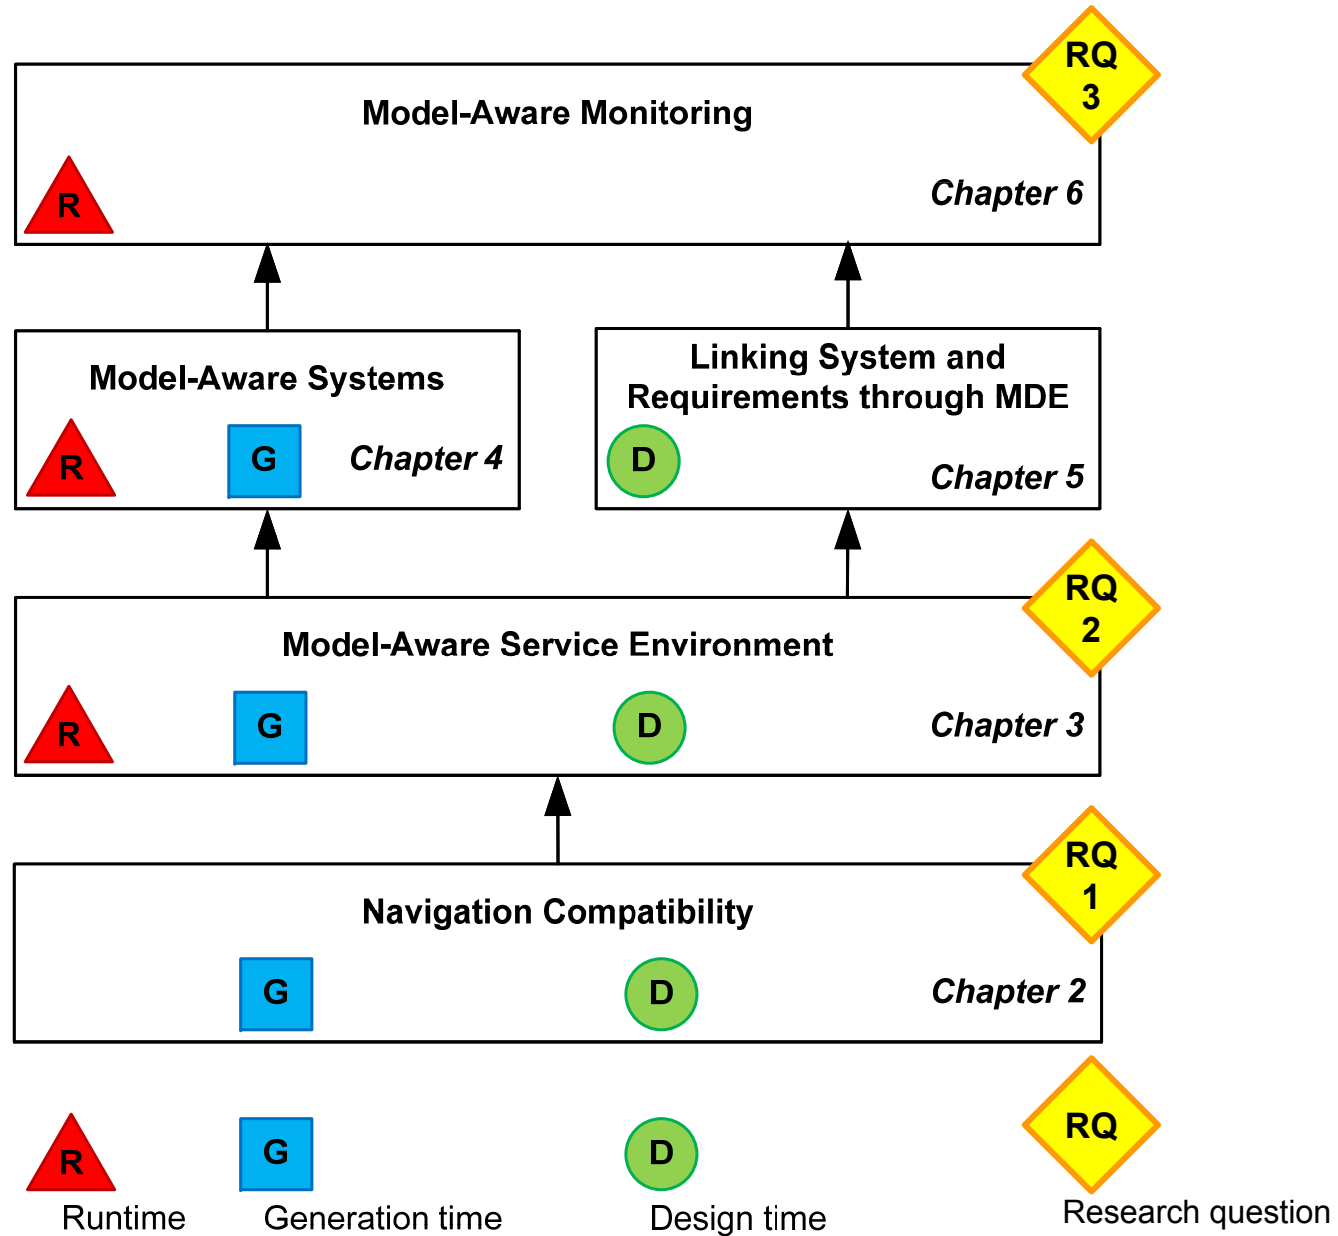 RQ
3
Model-Aware Monitoring
R
Chapter 6
Model-Aware Systems
R
G
Chapter 4
Linking System and
Requirements through MDE
D
Chapter 5
RQ
2
Model-Aware Service Environment
R
G
D
Chapter 3
RQ
1
Navigation Compatibility
G
D
Chapter 2
R
G
D
RQ
Runtime
Generation time
Design time
Research question